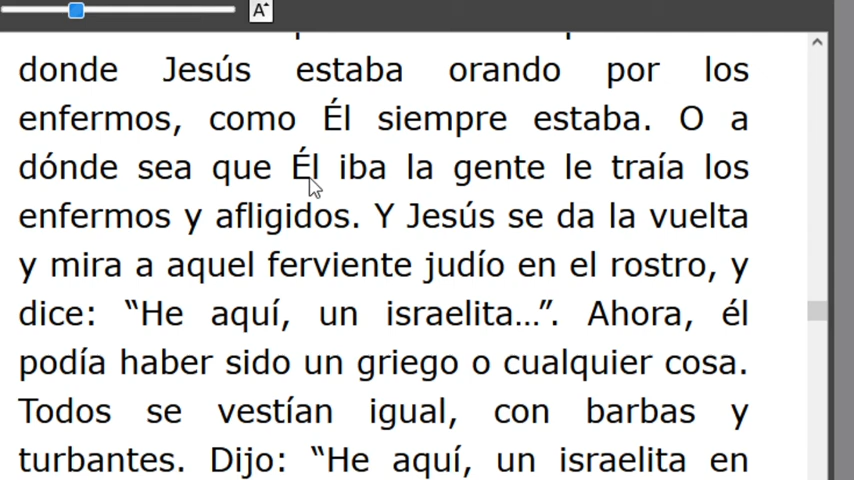 A
donde Jesús estaba orando por los
enfermos, como Él siempre estaba. O a
dónde sea que Él iba la gente le traía los
enfermos y afligidos. Y Jesús se da la vuelta
y mira a aquel ferviente judío en el rostro, y
dice: “He aquí, un israelita…”. Ahora, él
podía haber sido un griego o cualquier cosa.
Todos se vestían igual, con barbas y
turbantes. Dijo: “He aquí, un israelita en